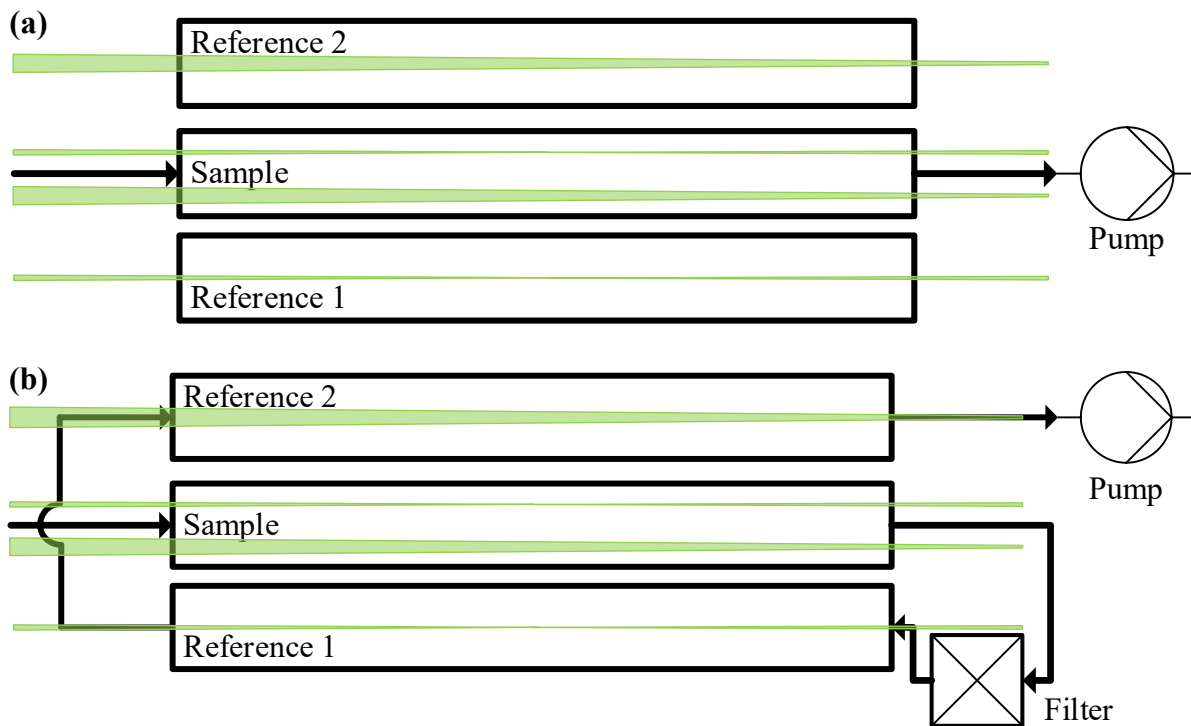 (a)
Reference 2
Sample
Pump
Reference 1
(b)
Reference 2
Pump
Sample
Reference 1
Filter